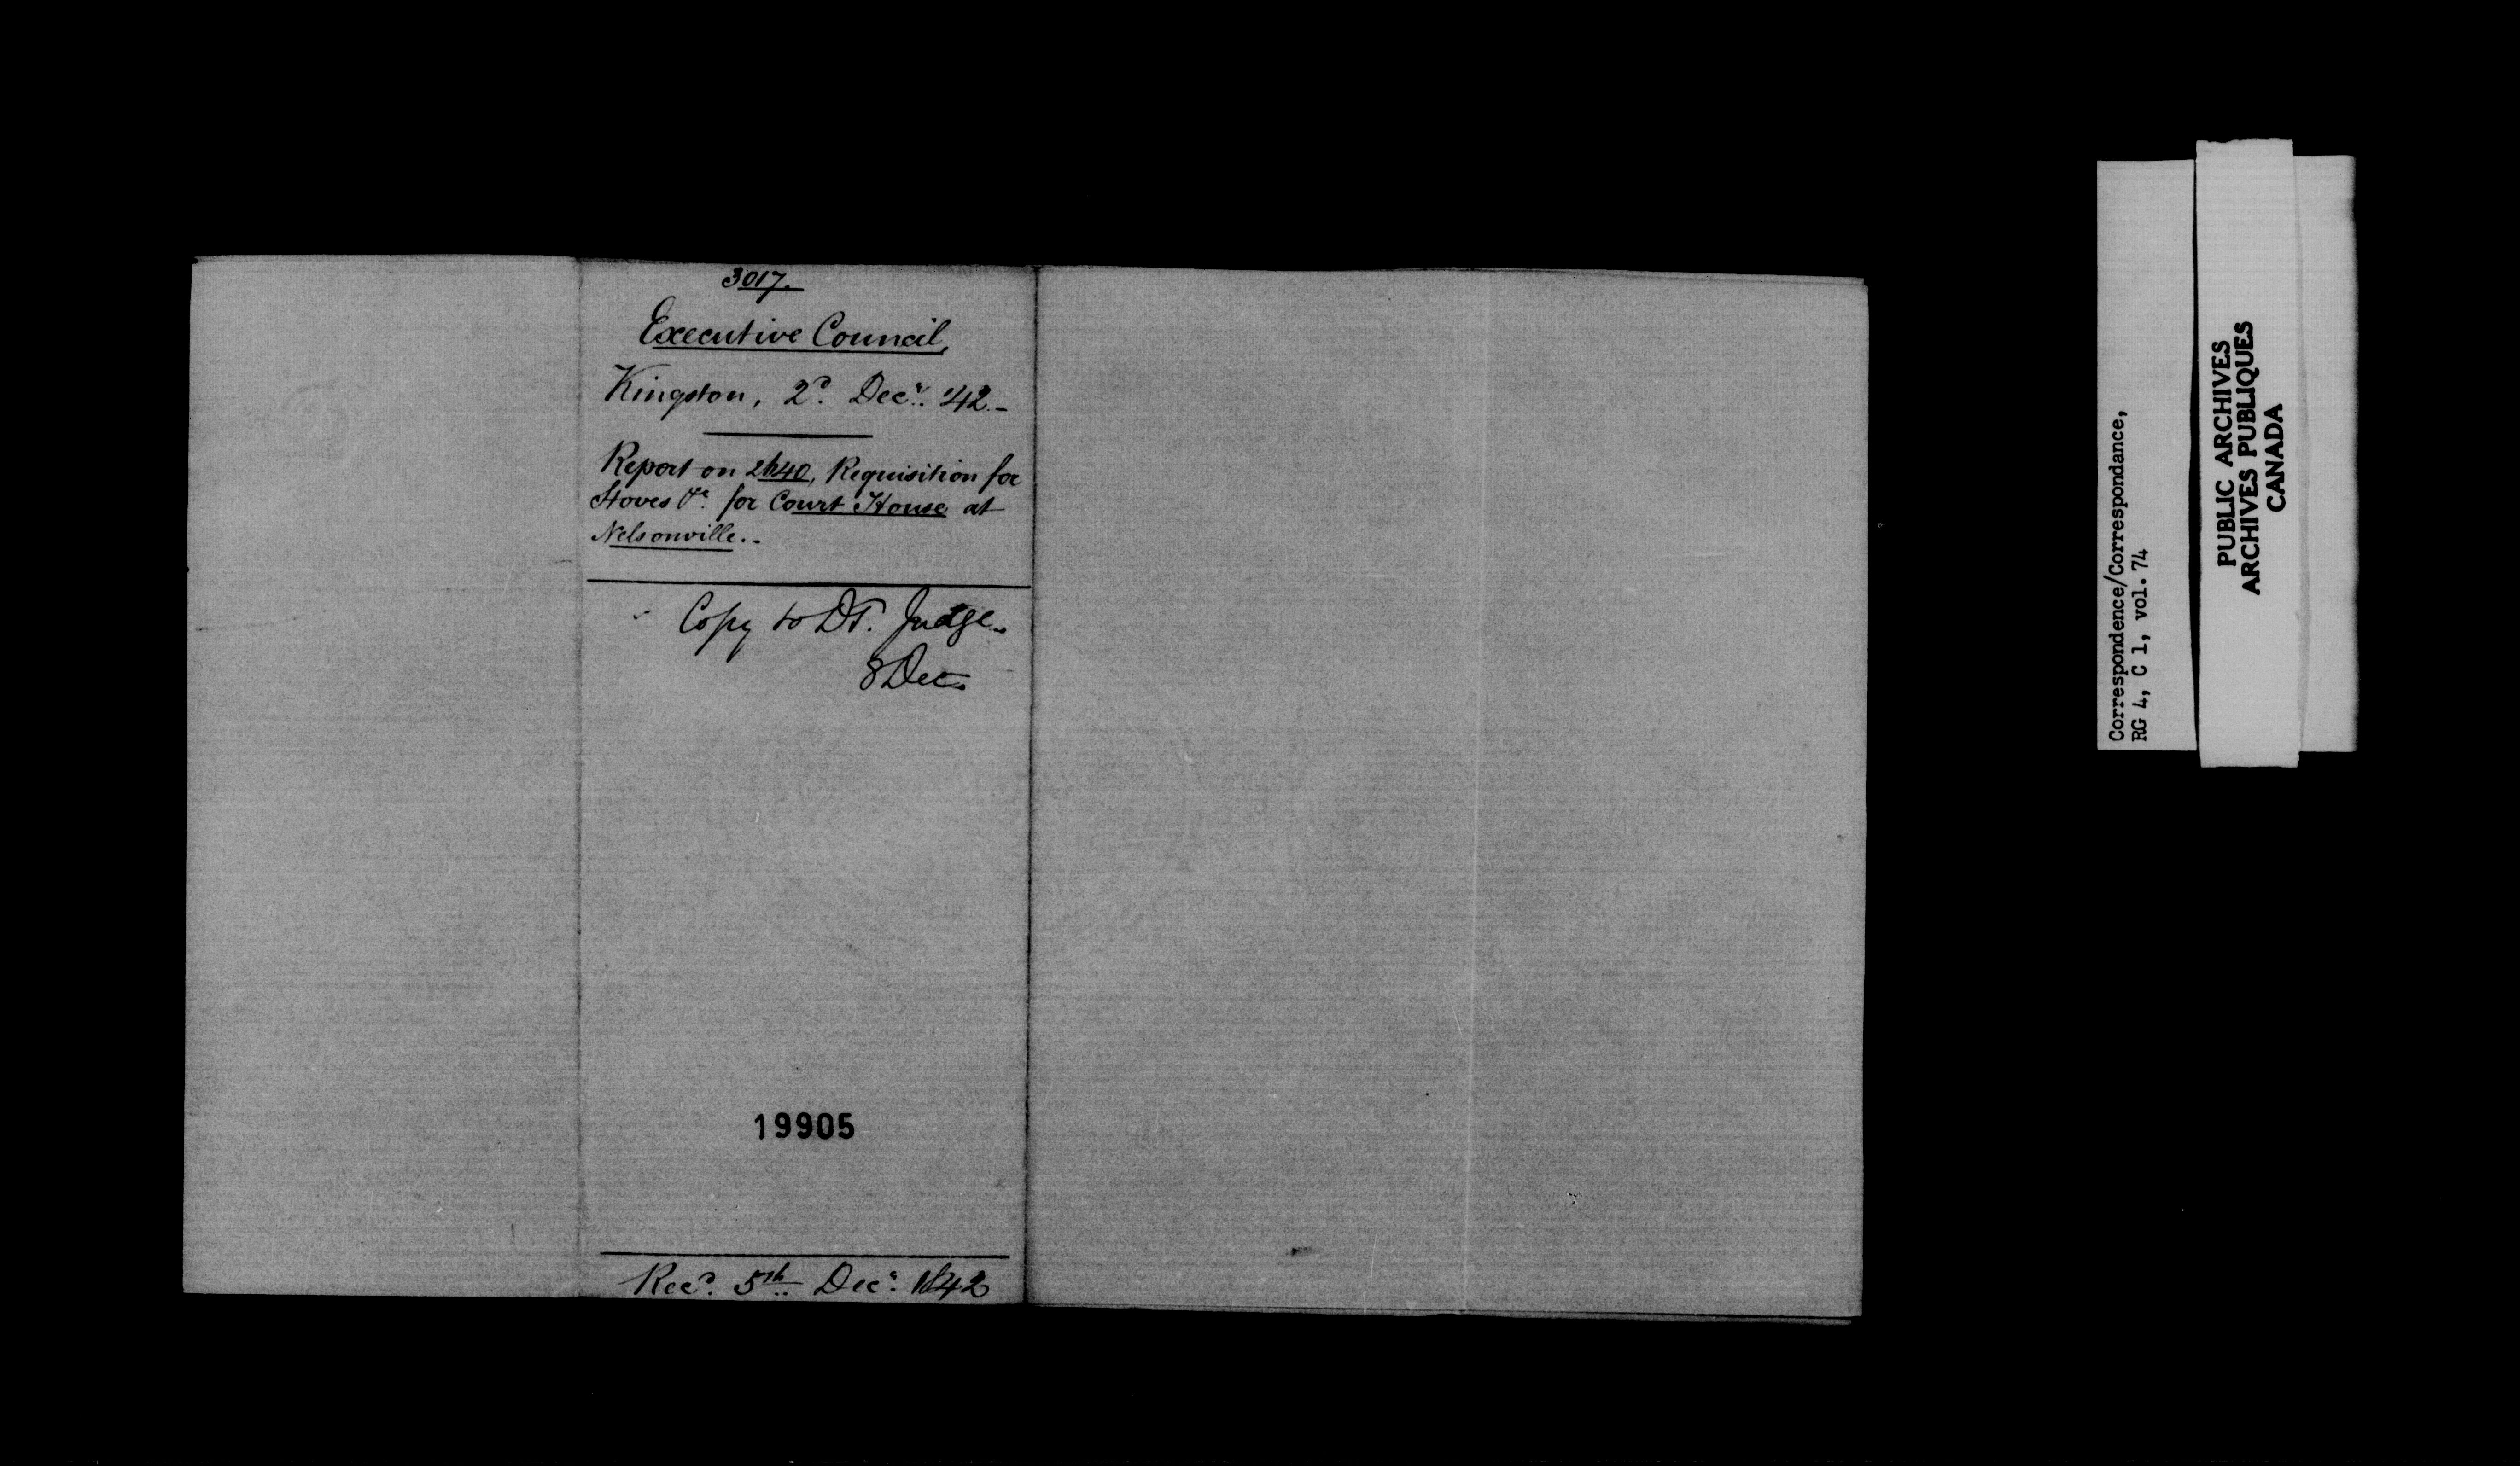 3017.
Executive Council,
Kingston, 2d. Decr. '42.-
Report on 2640, Requisition for
Stoves &c. for Court House at
Nelsonville.-
Copy to Dt. Judge.
8 Dec.
19905
Recd. 5th Decr. 1842
Correspondence/Correspondance,
RG 4, C 1, vol. 74
PUBLIC ARCHIVES
ARCHIVES PUBLIQUES
CANADA